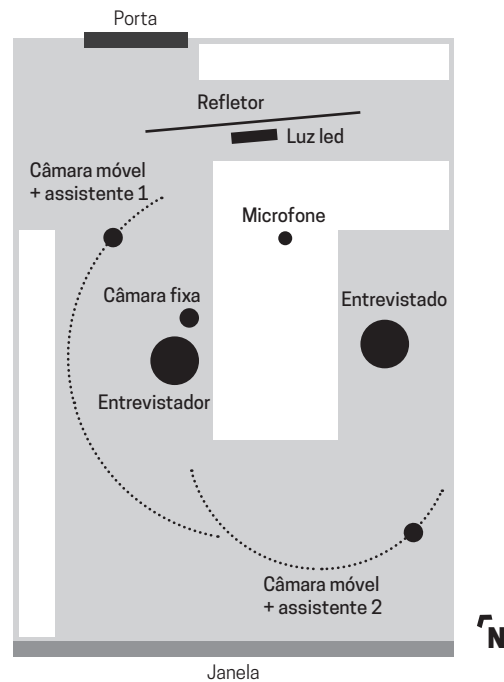 Porta
Refletor
Luz led
Câmara móvel
+ assistente 1
Microfone
Câmara fixa
Entrevistado
Entrevistador
Câmara móvel
+ assistente 2
N
Janela